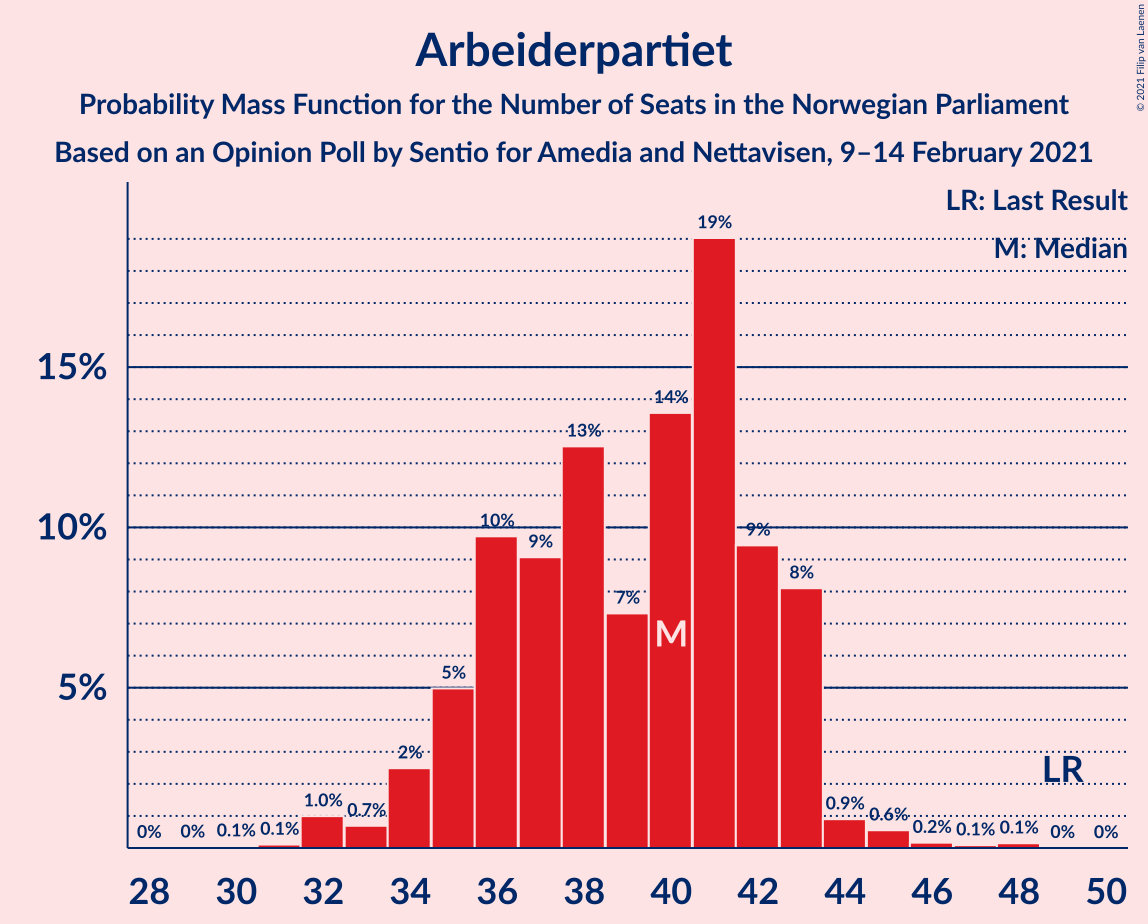 Arbeiderpartiet
Probability Mass Function for the Number of Seats in the Norwegian Parliament
Based on an Opinion Poll by Sentio for Amedia and Nettavisen, 9–14 February 2021
© 2021 Filip van Laenen
LR: Last Result
M: Median
19%
15%
14%
13%
10%
10%
9%
9%
8%
7%
M
5%
5%
2%
LR
0% 0% 0.1% 0.1% 1.0% 0.7% 0.9% 0.6% 0.2% 0.1% 0.1% 0% 0%
28 30 32 34 36 38 40 42 44 46 48 50